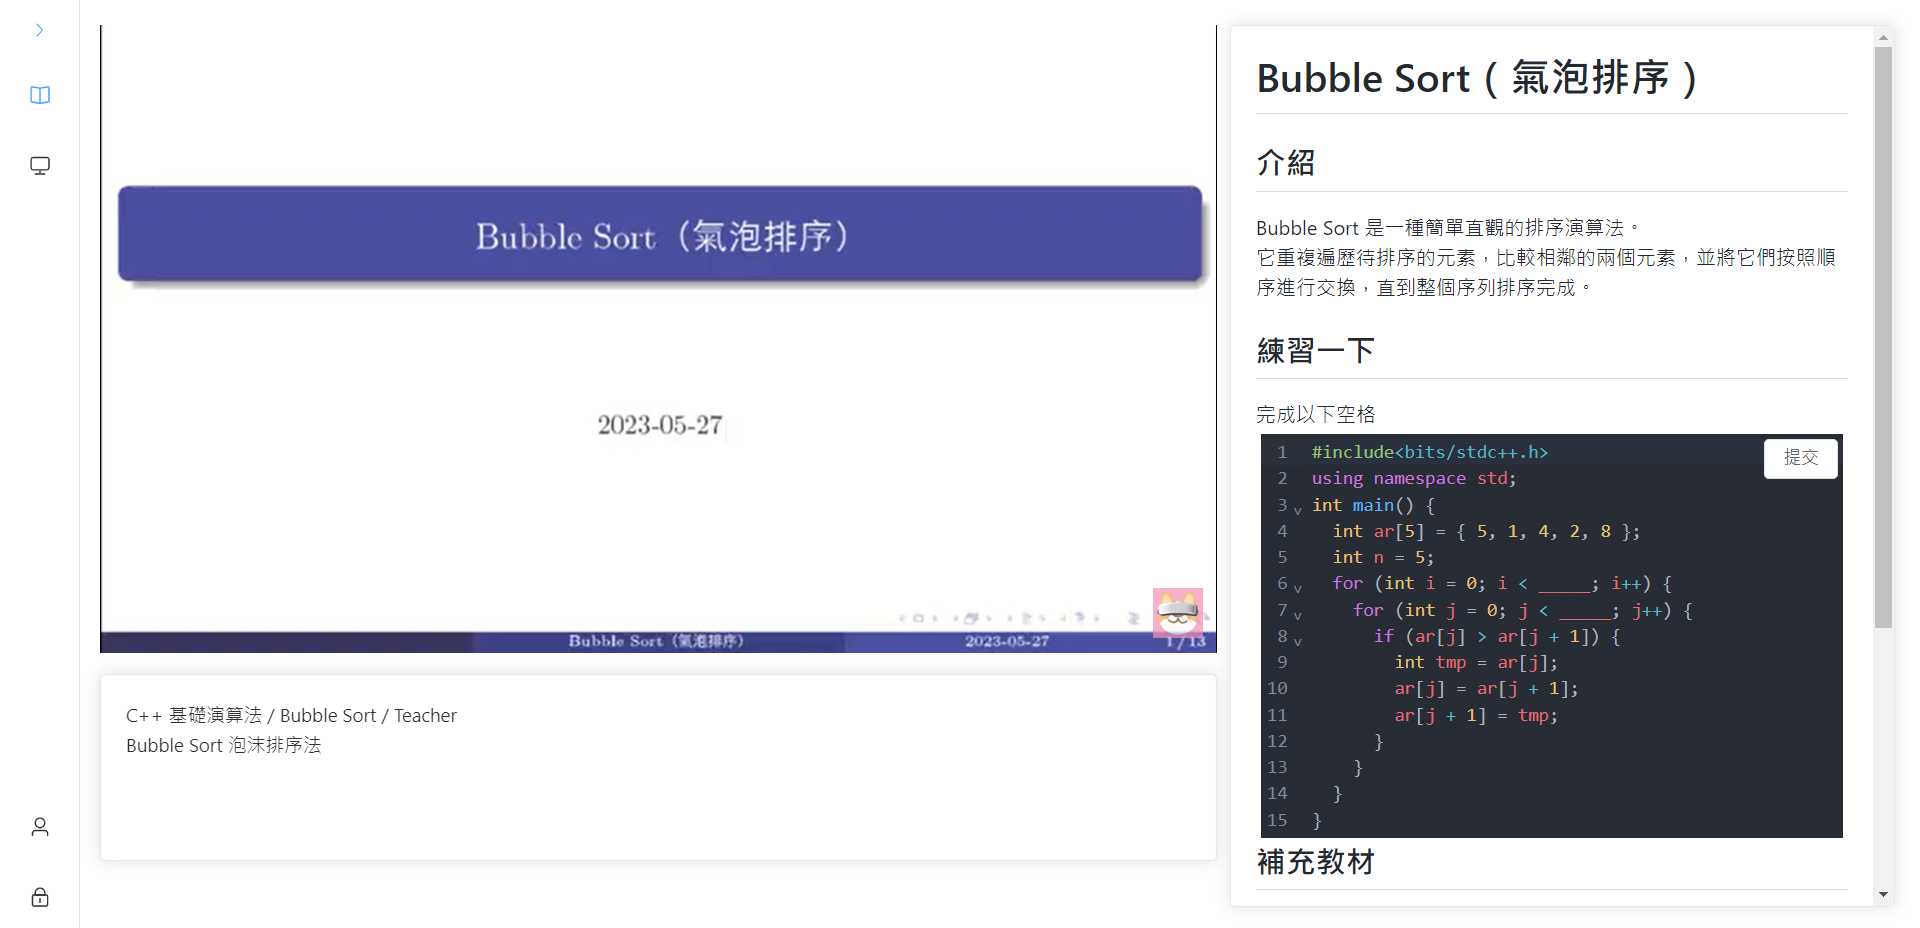 Bubble Sort（氣泡排序）
2023-05-27
Bubble Sort（氣泡排序）
2023-05-27
1 / 13
C++ 基礎演算法 / Bubble Sort / Teacher
Bubble Sort 泡沫排序法
Bubble Sort（氣泡排序）
介紹
Bubble Sort 是一種簡單直觀的排序演算法。
它重複遍歷待排序的元素，比較相鄰的兩個元素，並將它們按照順
序進行交換，直到整個序列排序完成。
練習一下
完成以下空格
提交
1 #include<bits/stdc++.h>
2 using namespace std;
3 int main() {
4 int ar[5] = { 5, 1, 4, 2, 8 };
5 int n = 5;
6 for (int i = 0; i < _____; i++) {
7 for (int j = 0; j < _____; j++) {
8 if (ar[j] > ar[j + 1]) {
9 int tmp = ar[j];
10 ar[j] = ar[j + 1];
11 ar[j + 1] = tmp;
12 }
13 }
14 }
15 }
補充教材